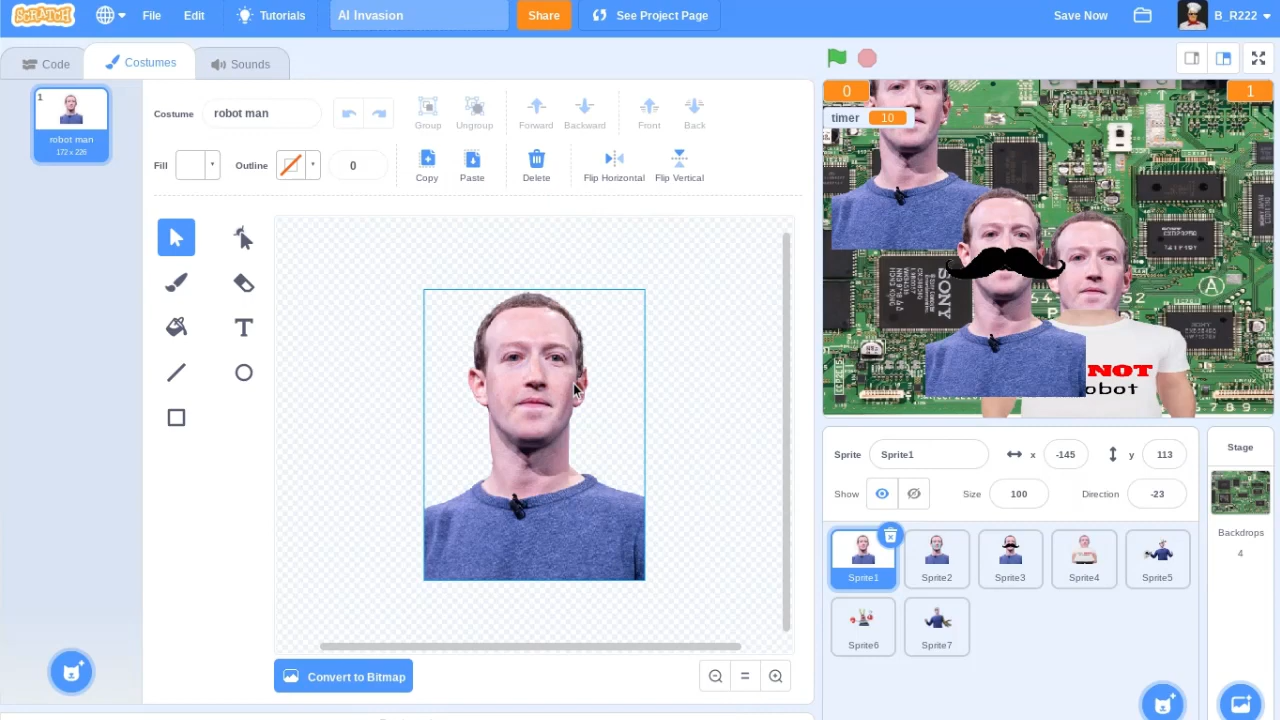 SCRATCH File Edit Tutorials AI Invasion Share See Project Page Save Now B_R222
Code Costumes Sounds
1
robot man
172 x 226
Costume robot man Group Ungroup Forward Backward Front Back
Fill Outline 0 Copy Paste Delete Flip Horizontal Flip Vertical
Convert to Bitmap
0 1
timer 10
SONY
NOT
obot
Sprite Sprite1 x -145 y 113
Show Size 100 Direction -23
Sprite1 Sprite2 Sprite3 Sprite4 Sprite5
Sprite6 Sprite7
Stage
Backdrops
4